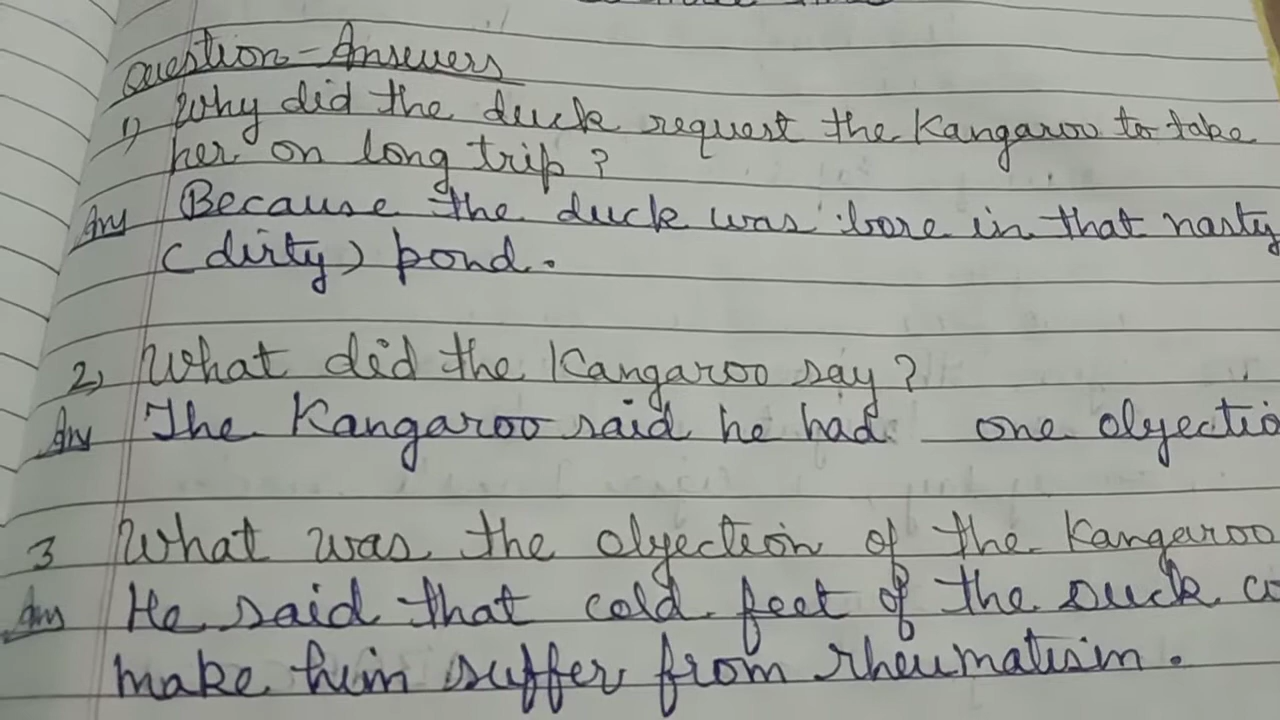 Question-Answers
1) Why did the duck request the Kangaroo to take
her on long trip?
Ans Because the duck was bore in that nasty
(dirty) pond.
2) What did the Kangaroo say?
Ans The Kangaroo said he had one objectio
3 What was the objection of the Kangaroo
Ans He said that cold feet of the duck co
make him suffer from rheumatism.